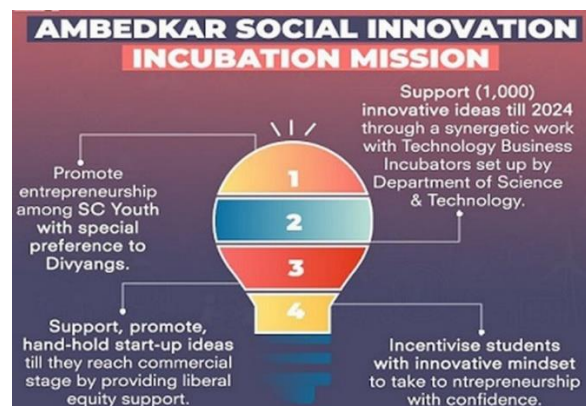 AMBEDKAR SOCIAL INNOVATION
INCUBATION MISSION
1
Promote
entrepreneurship
among SC Youth
with special
preference to
Divyangs.
2
Support (1,000)
innovative ideas till 2024
through a synergetic work
with Technology Business
Incubators set up by
Department of Science
& Technology.
3
Support, promote,
hand-hold start-up ideas
till they reach commercial
stage by providing liberal
equity support.
4
Incentivise students
with innovative mindset
to take to ntrepreneurship
with confidence.